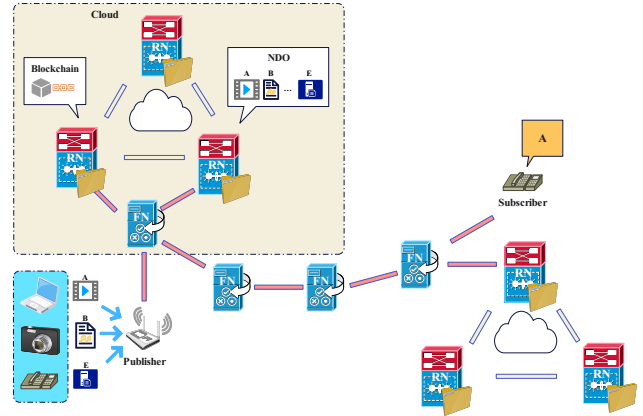 Cloud
RN
NDO
Blockchain
A
B
E
...
RN
RN
A
FN
Subscriber
FN
RN
FN
FN
A
B
Publisher
E
RN
RN